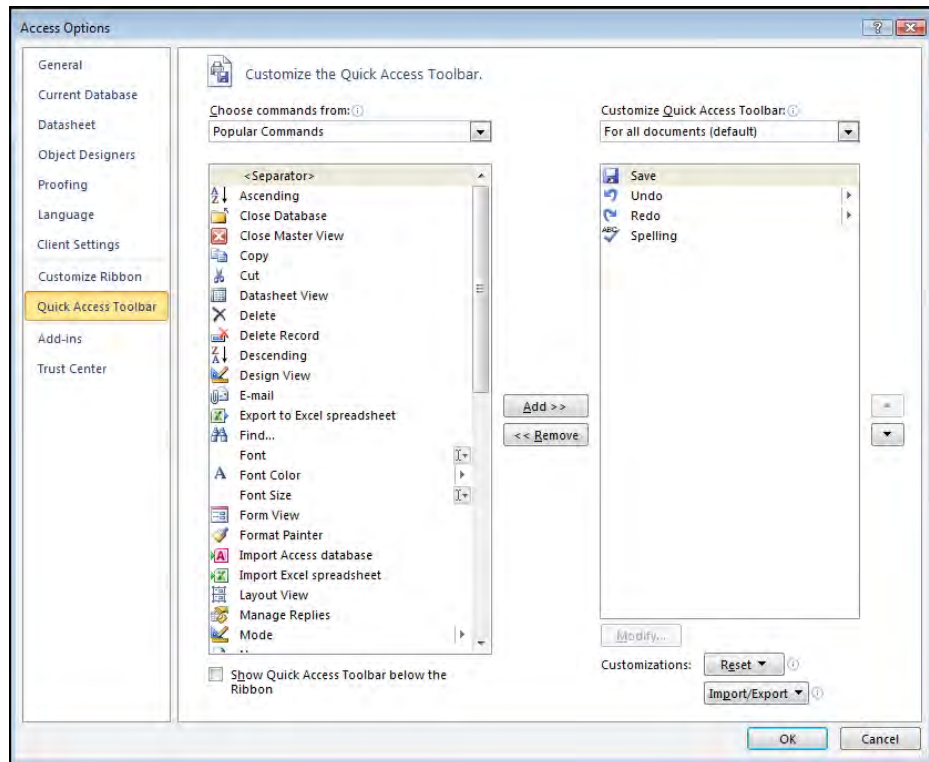 Access Options
General
Current Database
Datasheet
Object Designers
Proofing
Language
Client Settings
Customize Ribbon
Quick Access Toolbar
Add-ins
Trust Center
Customize the Quick Access Toolbar.
Choose commands from:
Popular Commands
<Separator>
Ascending
Close Database
Close Master View
Copy
Cut
Datasheet View
Delete
Delete Record
Descending
Design View
E-mail
Export to Excel spreadsheet
Find...
Font
Font Color
Font Size
Form View
Format Painter
Import Access database
Import Excel spreadsheet
Layout View
Manage Replies
Mode
Show Quick Access Toolbar below the
Ribbon
Add >>
<< Remove
Customize Quick Access Toolbar:
For all documents (default)
Save
Undo
Redo
Spelling
Modify...
Customizations:
Reset
Import/Export
OK
Cancel